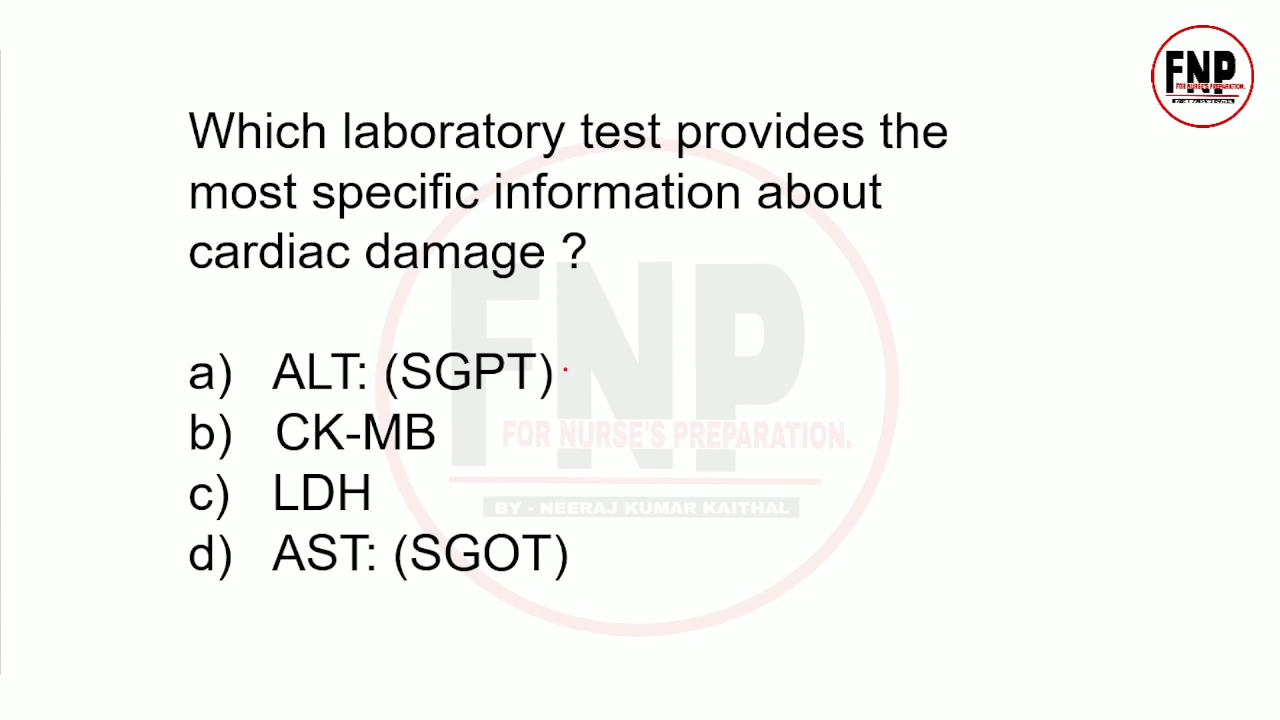 FNP
FOR NURSE'S PREPARATION.
Which laboratory test provides the
most specific information about
cardiac damage ?
a) ALT: (SGPT)
b) CK-MB
c) LDH
d) AST: (SGOT)
FNP
FOR NURSE'S PREPARATION.
BY - NEERAJ KUMAR KAITHAL